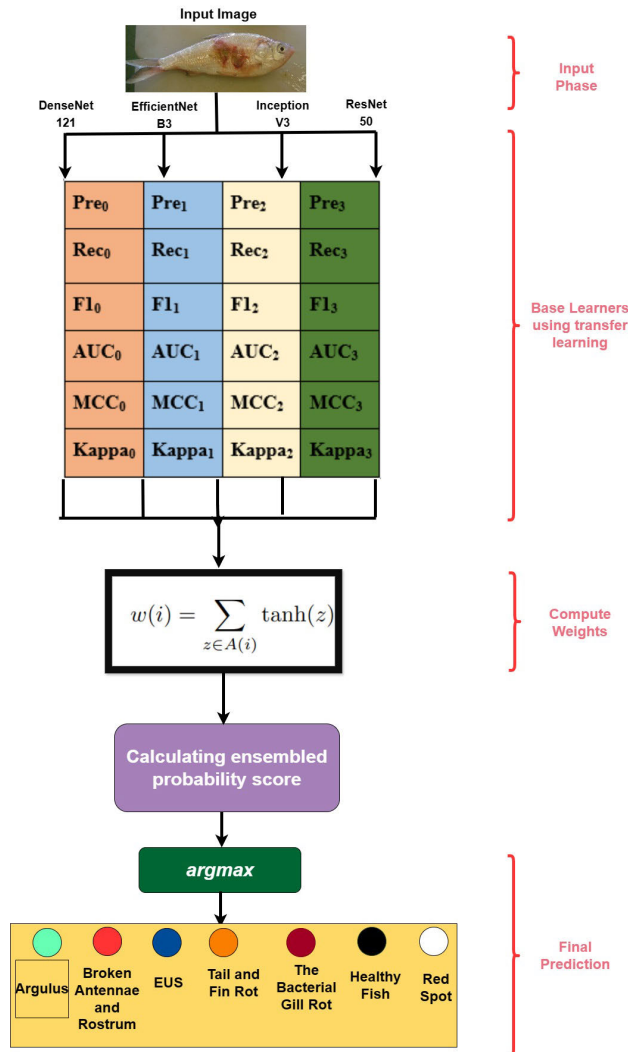 Input Image
Input
Phase
DenseNet
121
EfficientNet
B3
Inception
V3
ResNet
50
Pre₀ Pre₁ Pre₂ Pre₃
Rec₀ Rec₁ Rec₂ Rec₃
F1₀ F1₁ F1₂ F1₃
AUC₀ AUC₁ AUC₂ AUC₃
MCC₀ MCC₁ MCC₂ MCC₃
Kappa₀ Kappa₁ Kappa₂ Kappa₃
Base Learners
using transfer
learning
w(i) = ∑ tanh(z)
z∈A(i)
Compute
Weights
Calculating ensembled
probability score
argmax
Argulus
Broken
Antennae
and
Rostrum
EUS
Tail and
Fin Rot
The
Bacterial
Gill Rot
Healthy
Fish
Red
Spot
Final
Prediction